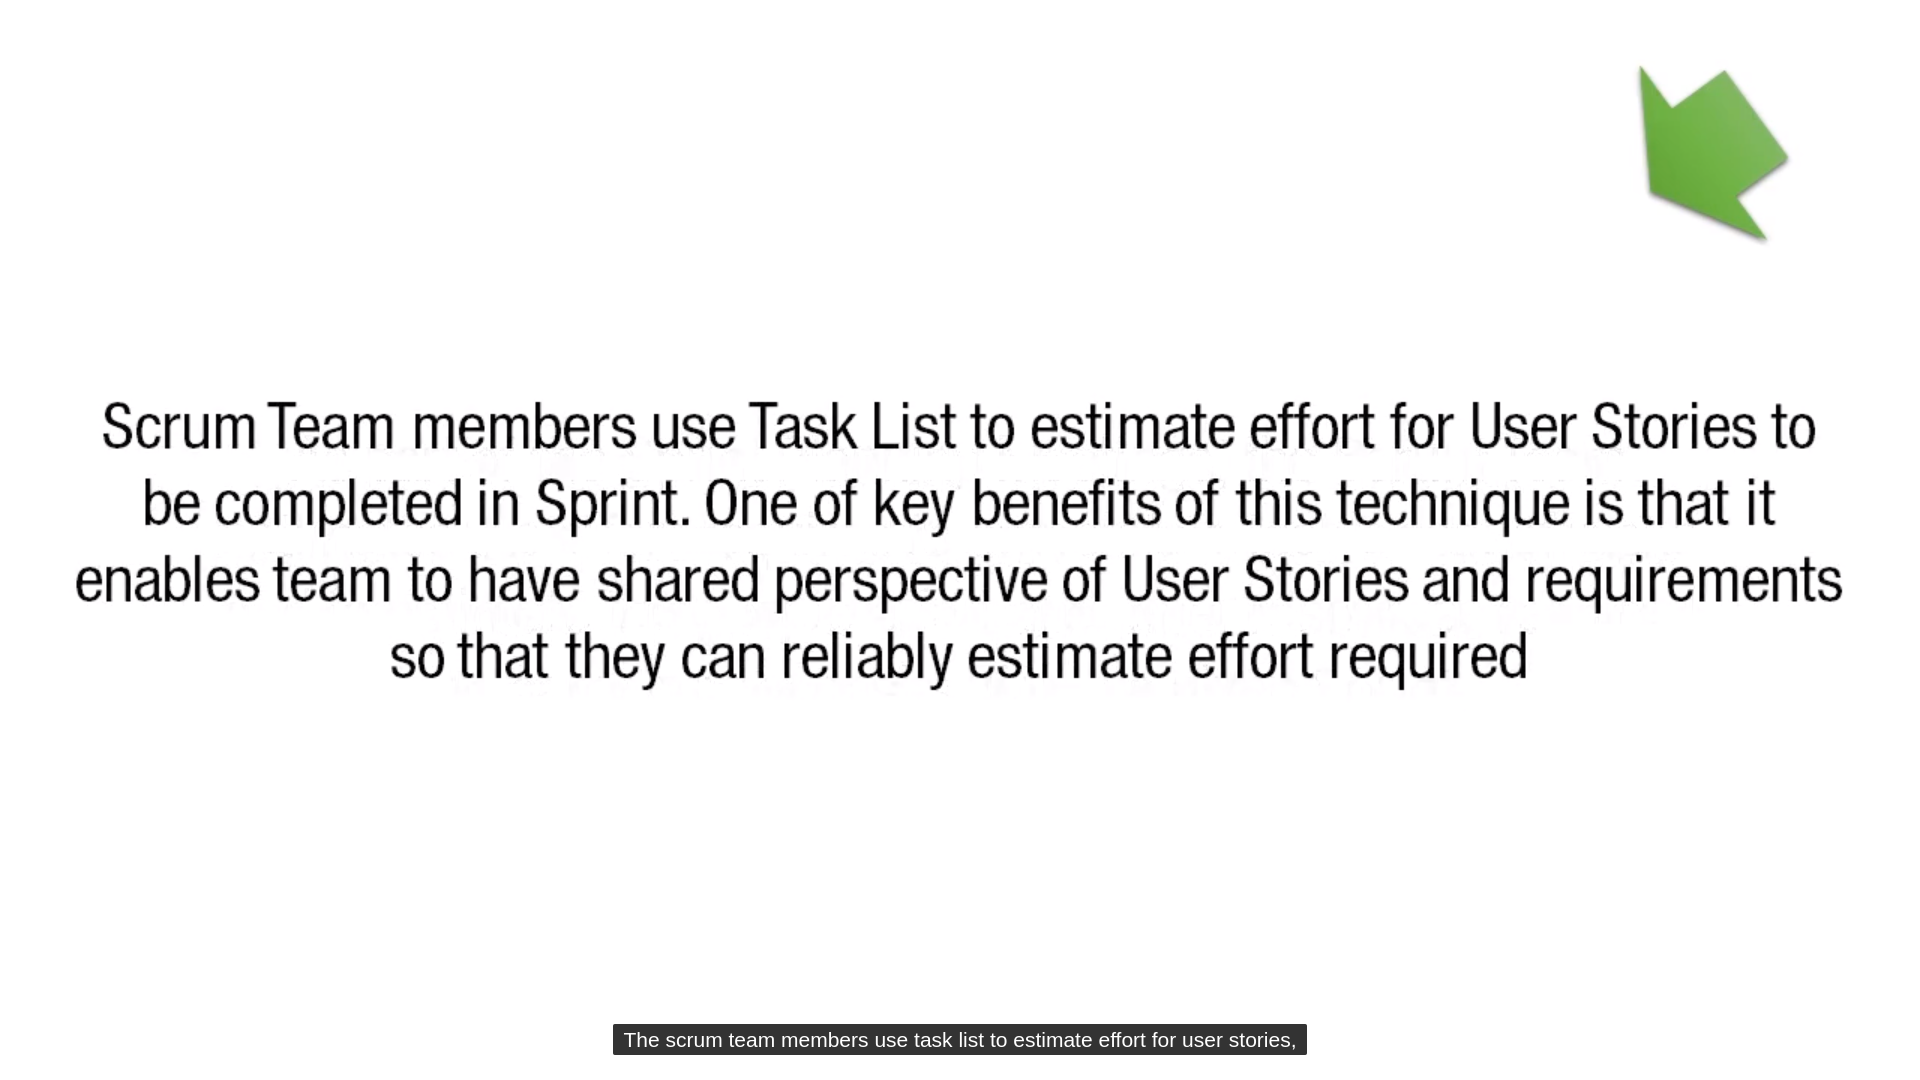 Scrum Team members use Task List to estimate effort for User Stories to
be completed in Sprint. One of key benefits of this technique is that it
enables team to have shared perspective of User Stories and requirements
so that they can reliably estimate effort required
The scrum team members use task list to estimate effort for user stories,